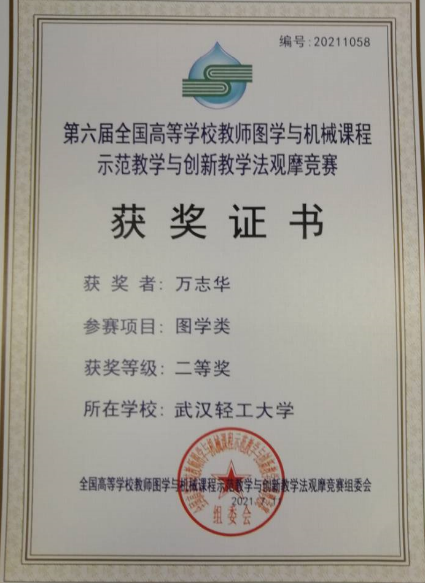 编号:20211058
第六届全国高等学校教师图学与机械课程
示范教学与创新教学法观摩竞赛
获奖证书
获奖者:万志华
参赛项目:图学类
获奖等级:二等奖
所在学校:武汉轻工大学
全国高等学校教师图学与机械课程示范教学与创新教学法观摩竞赛组委会
2021.7
组委会